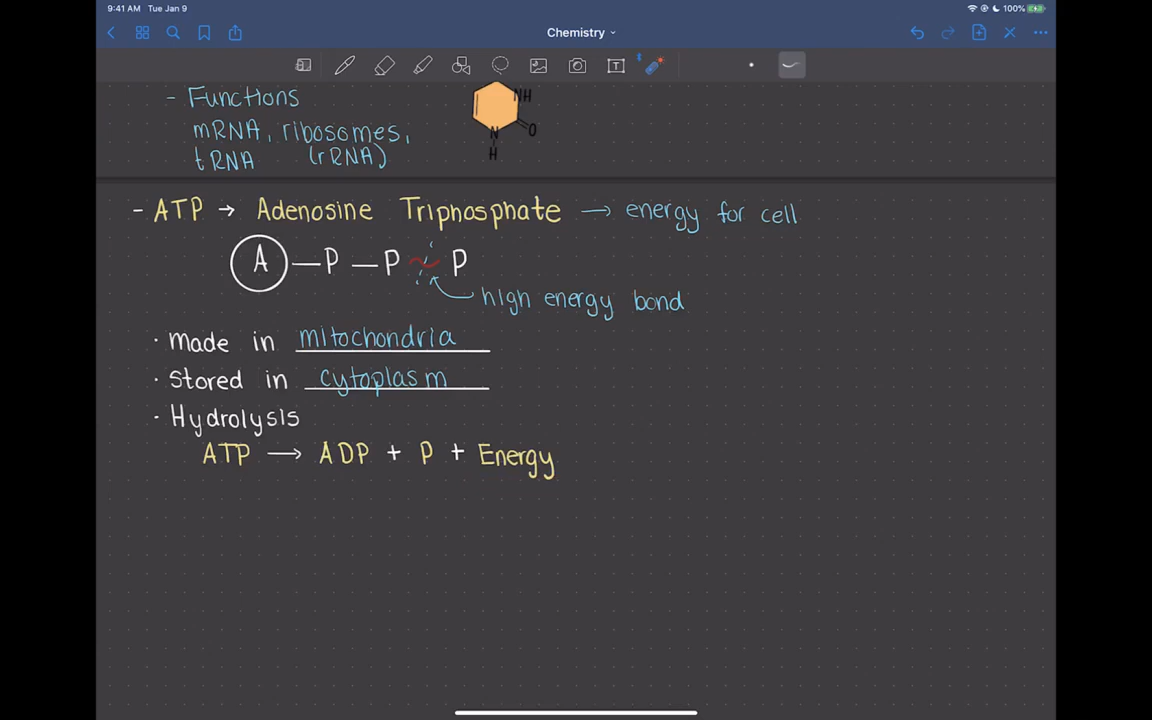 9:41 AM Tue Jan 9 100%
Chemistry
- Functions
mRNA, ribosomes,
tRNA (rRNA)
NH
N O
H
- ATP → Adenosine Triphosphate → energy for cell
A — P — P ~ P
high energy bond
· made in mitochondria
· stored in cytoplasm
· Hydrolysis
ATP → ADP + P + Energy